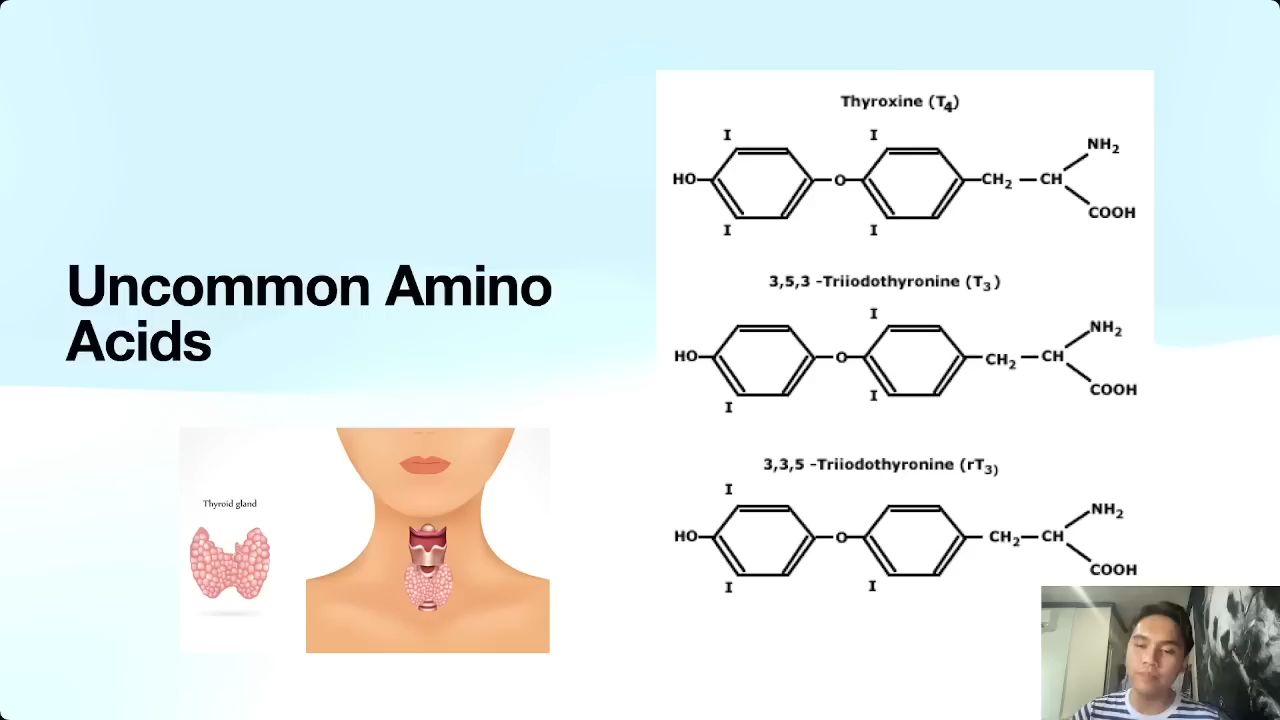 Uncommon Amino
Acids
Thyroid gland
Thyroxine (T4)
I I
HO O CH2 CH NH2
COOH
I I
3,5,3 -Triiodothyronine (T3)
I
HO O CH2 CH NH2
COOH
I I
3,3,5 -Triiodothyronine (rT3)
I
HO O CH2 CH NH2
COOH
I I